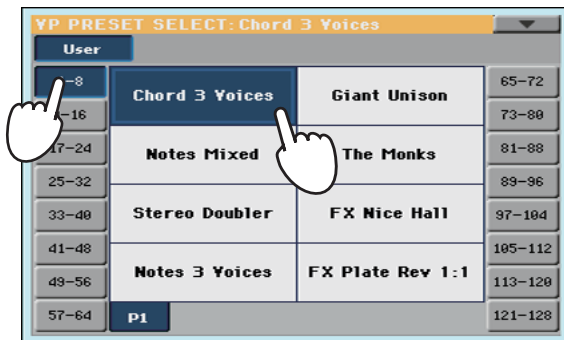 VP PRESET SELECT:Chord 3 Voices
User
-8
-16
17-24
25-32
33-40
41-48
49-56
57-64
Chord 3 Voices
Giant Unison
Notes Mixed
The Monks
Stereo Doubler
FX Nice Hall
Notes 3 Voices
FX Plate Rev 1:1
P1
65-72
73-80
81-88
89-96
97-104
105-112
113-120
121-128